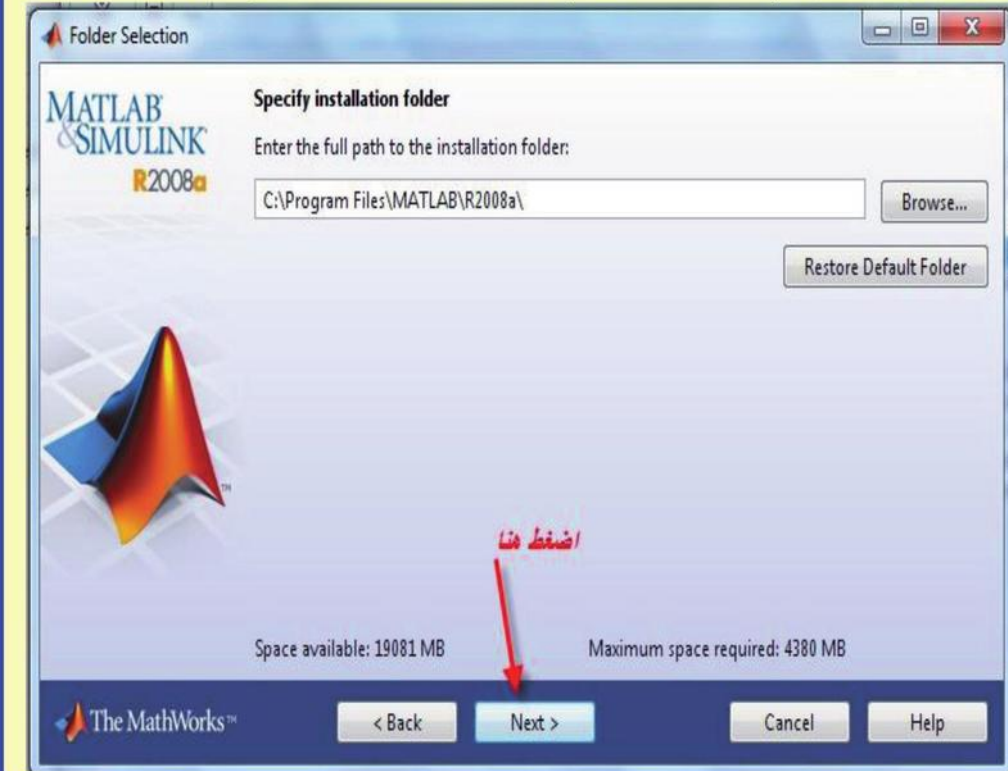 Folder Selection
MATLAB
&SIMULINK
R2008a
Specify installation folder
Enter the full path to the installation folder:
C:\Program Files\MATLAB\R2008a\
Browse...
Restore Default Folder
TM
اضغط هنا
Space available: 19081 MB
Maximum space required: 4380 MB
The MathWorks™
< Back
Next >
Cancel
Help